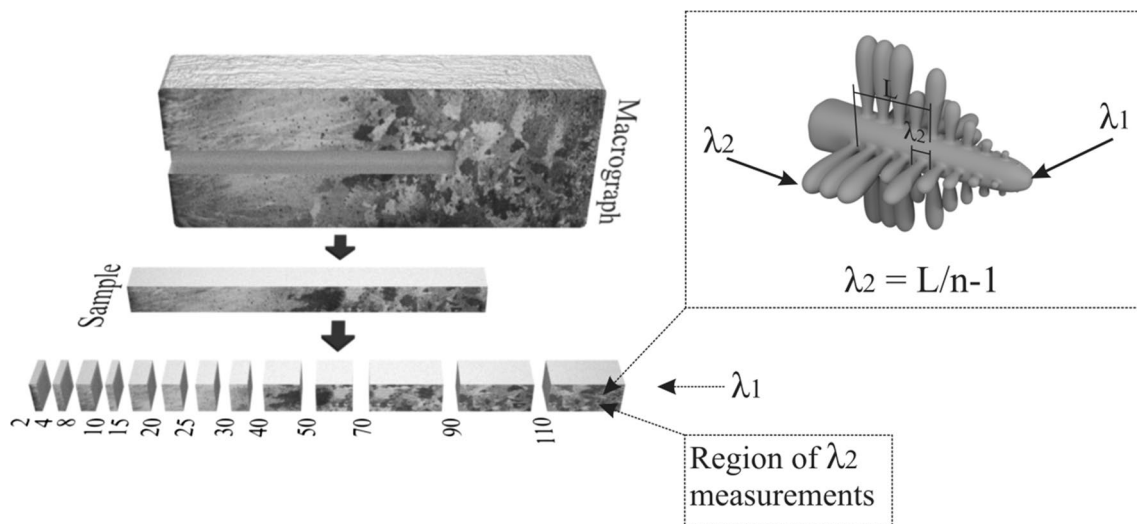 Macrograph
Sample
2 4 8 10 15 20 25 30 40 50 70 90 110
λ1
L
λ2
λ2
λ1
λ2 = L/n-1
Region of λ2
measurements